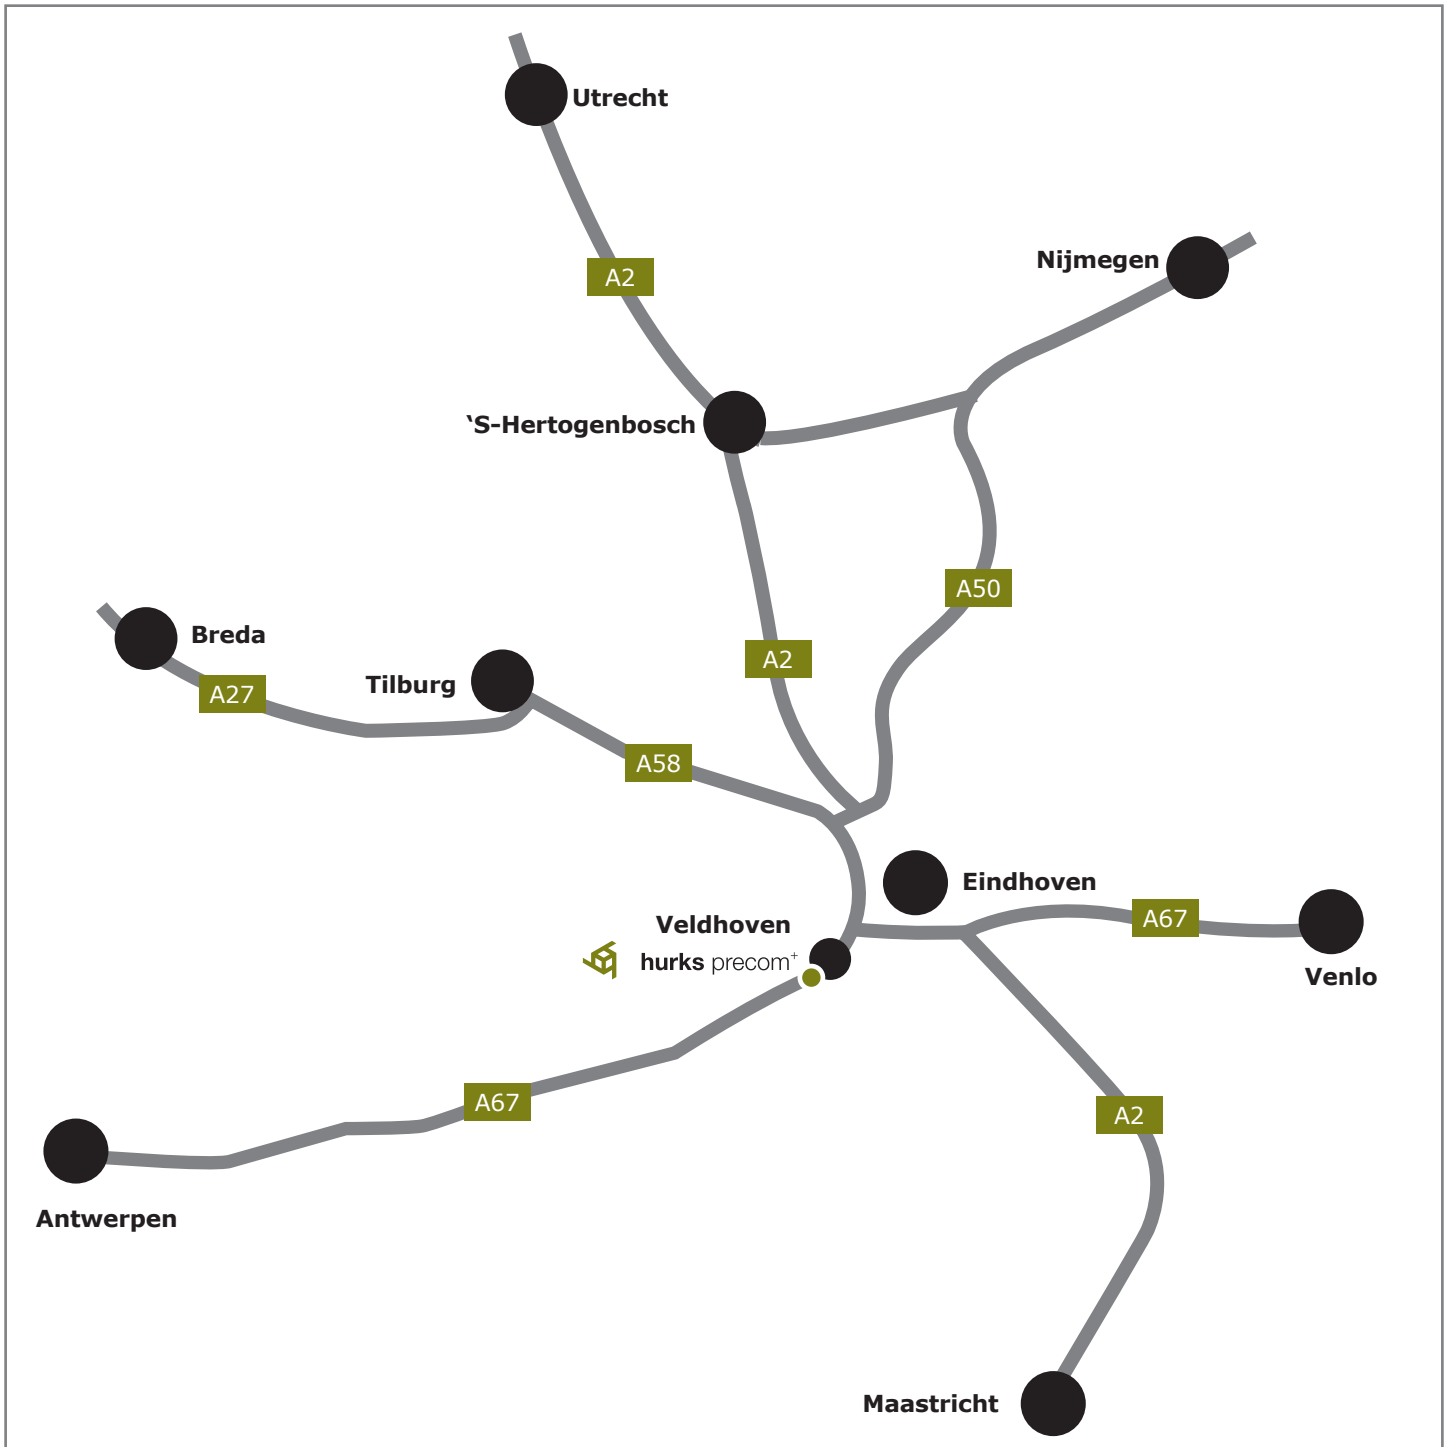 Utrecht
Nijmegen
A2
‘S-Hertogenbosch
A50
Breda
A2
Tilburg
A27
A58
Eindhoven
A67
Veldhoven
hurks precom+
Venlo
A67
A2
Antwerpen
Maastricht